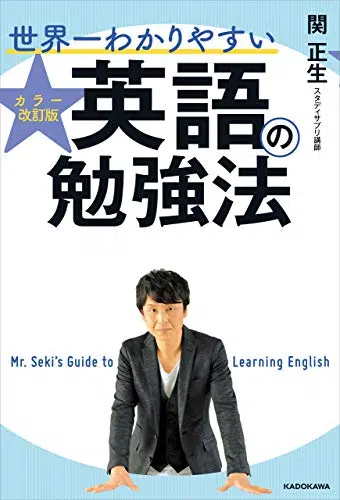 世界一わかりやすい
関 正生
スタディサプリ講師
カラー
改訂版
英語の
勉強法
Mr. Seki's Guide to Learning English
KADOKAWA